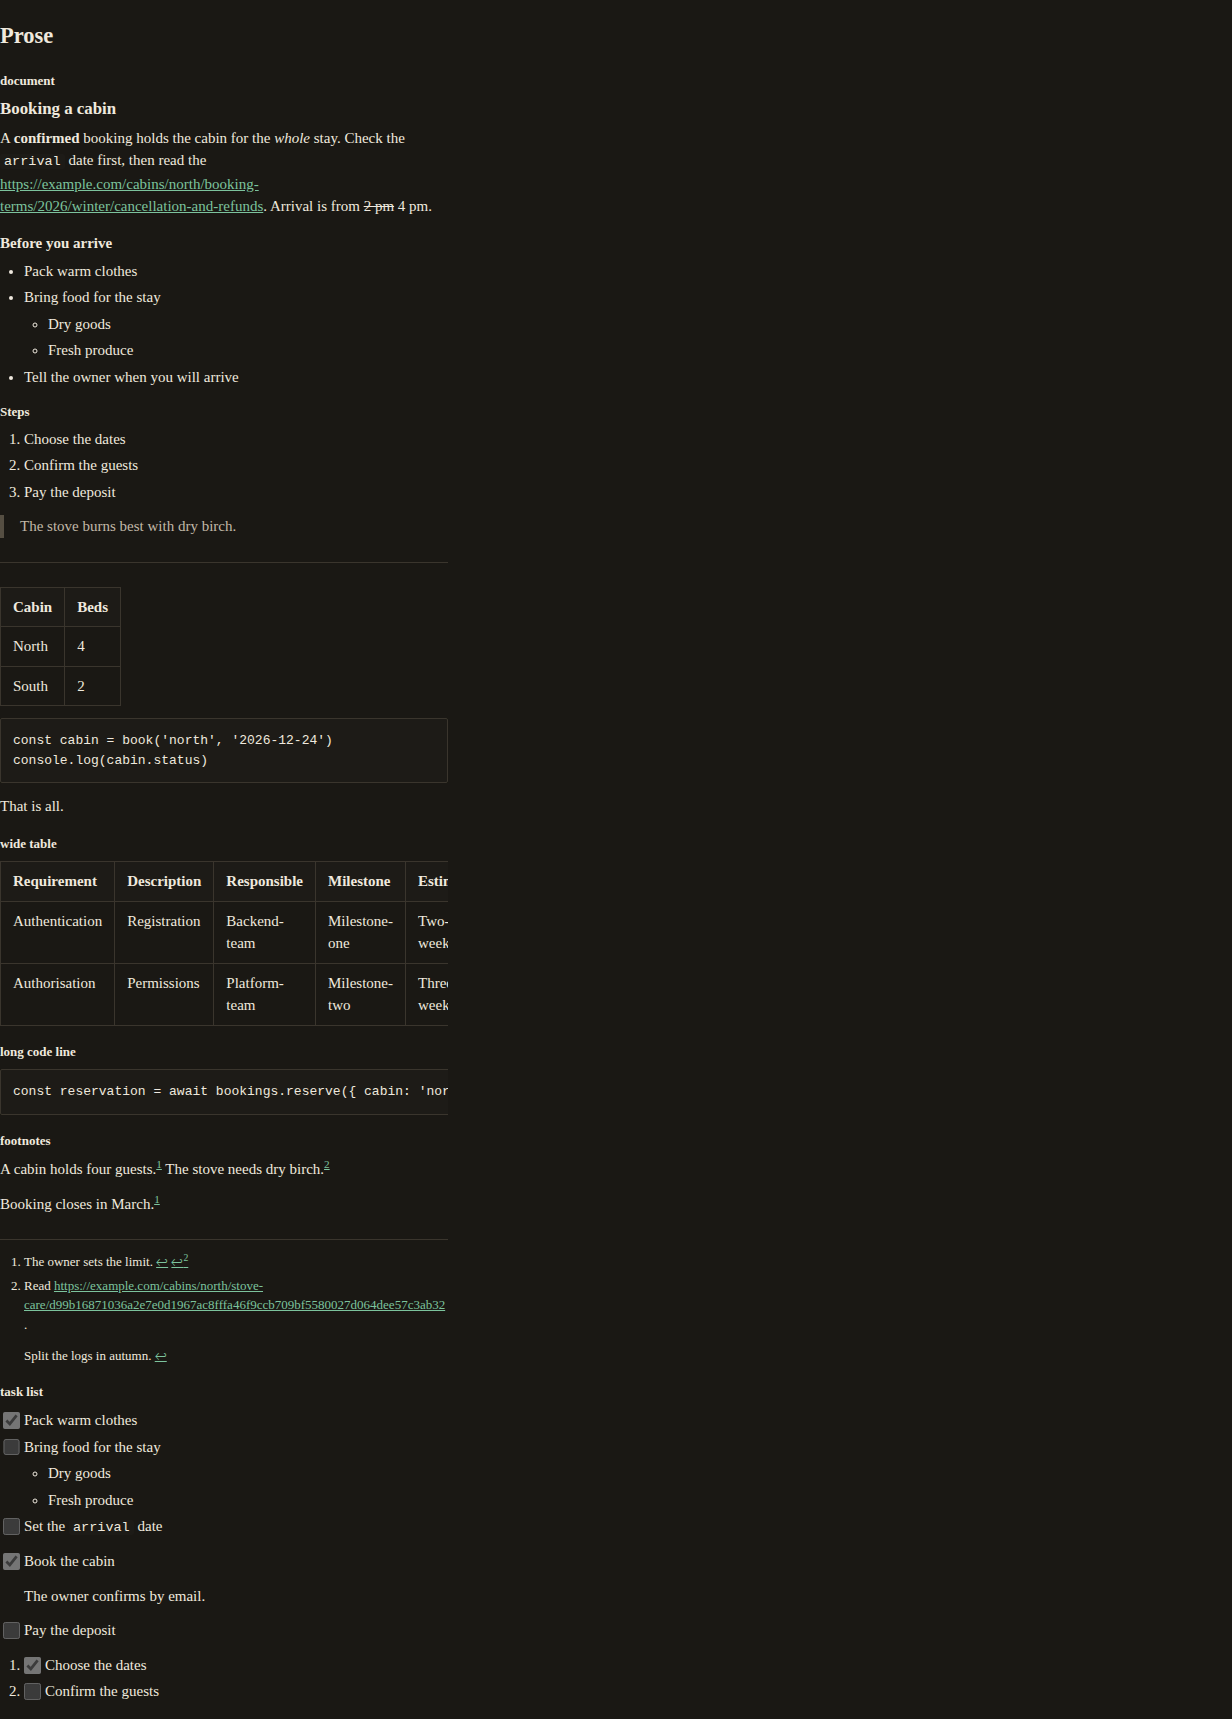 Prose
document
Booking a cabin
A confirmed booking holds the cabin for the whole stay. Check the
arrival date first, then read the
https://example.com/cabins/north/booking-
terms/2026/winter/cancellation-and-refunds. Arrival is from 2 pm 4 pm.
Before you arrive
• Pack warm clothes
• Bring food for the stay
◦ Dry goods
◦ Fresh produce
• Tell the owner when you will arrive
Steps
1. Choose the dates
2. Confirm the guests
3. Pay the deposit
The stove burns best with dry birch.
Cabin Beds
North 4
South 2
const cabin = book('north', '2026-12-24')
console.log(cabin.status)
That is all.
wide table
Requirement Description Responsible Milestone Estir
Authentication Registration Backend- Milestone- Two-
team one week
Authorisation Permissions Platform- Milestone- Three
team two week
long code line
const reservation = await bookings.reserve({ cabin: 'nor
footnotes
A cabin holds four guests.1 The stove needs dry birch.2
Booking closes in March.1
1. The owner sets the limit. ↩ ↩2
2. Read https://example.com/cabins/north/stove-
care/d99b16871036a2e7e0d1967ac8fffa46f9ccb709bf5580027d064dee57c3ab32
.
Split the logs in autumn. ↩
task list
Pack warm clothes
Bring food for the stay
◦ Dry goods
◦ Fresh produce
Set the arrival date
Book the cabin
The owner confirms by email.
Pay the deposit
1. Choose the dates
2. Confirm the guests